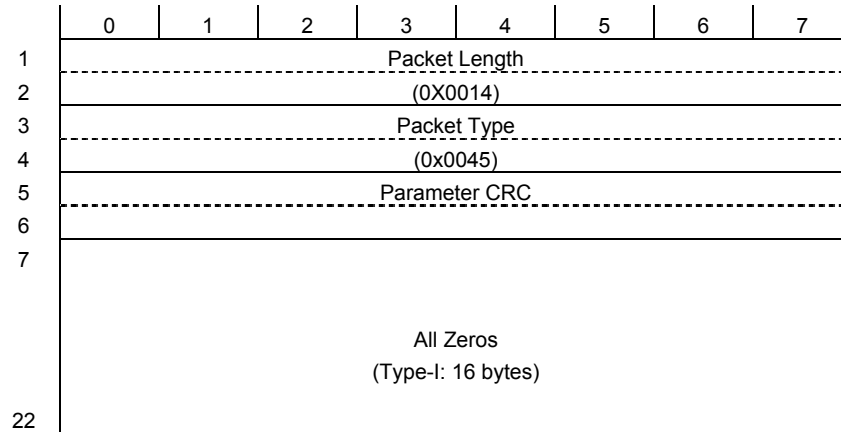 0 1 2 3 4 5 6 7
1 Packet Length
2 (0X0014)
3 Packet Type
4 (0x0045)
5 Parameter CRC
6
7
All Zeros
(Type-I: 16 bytes)
22